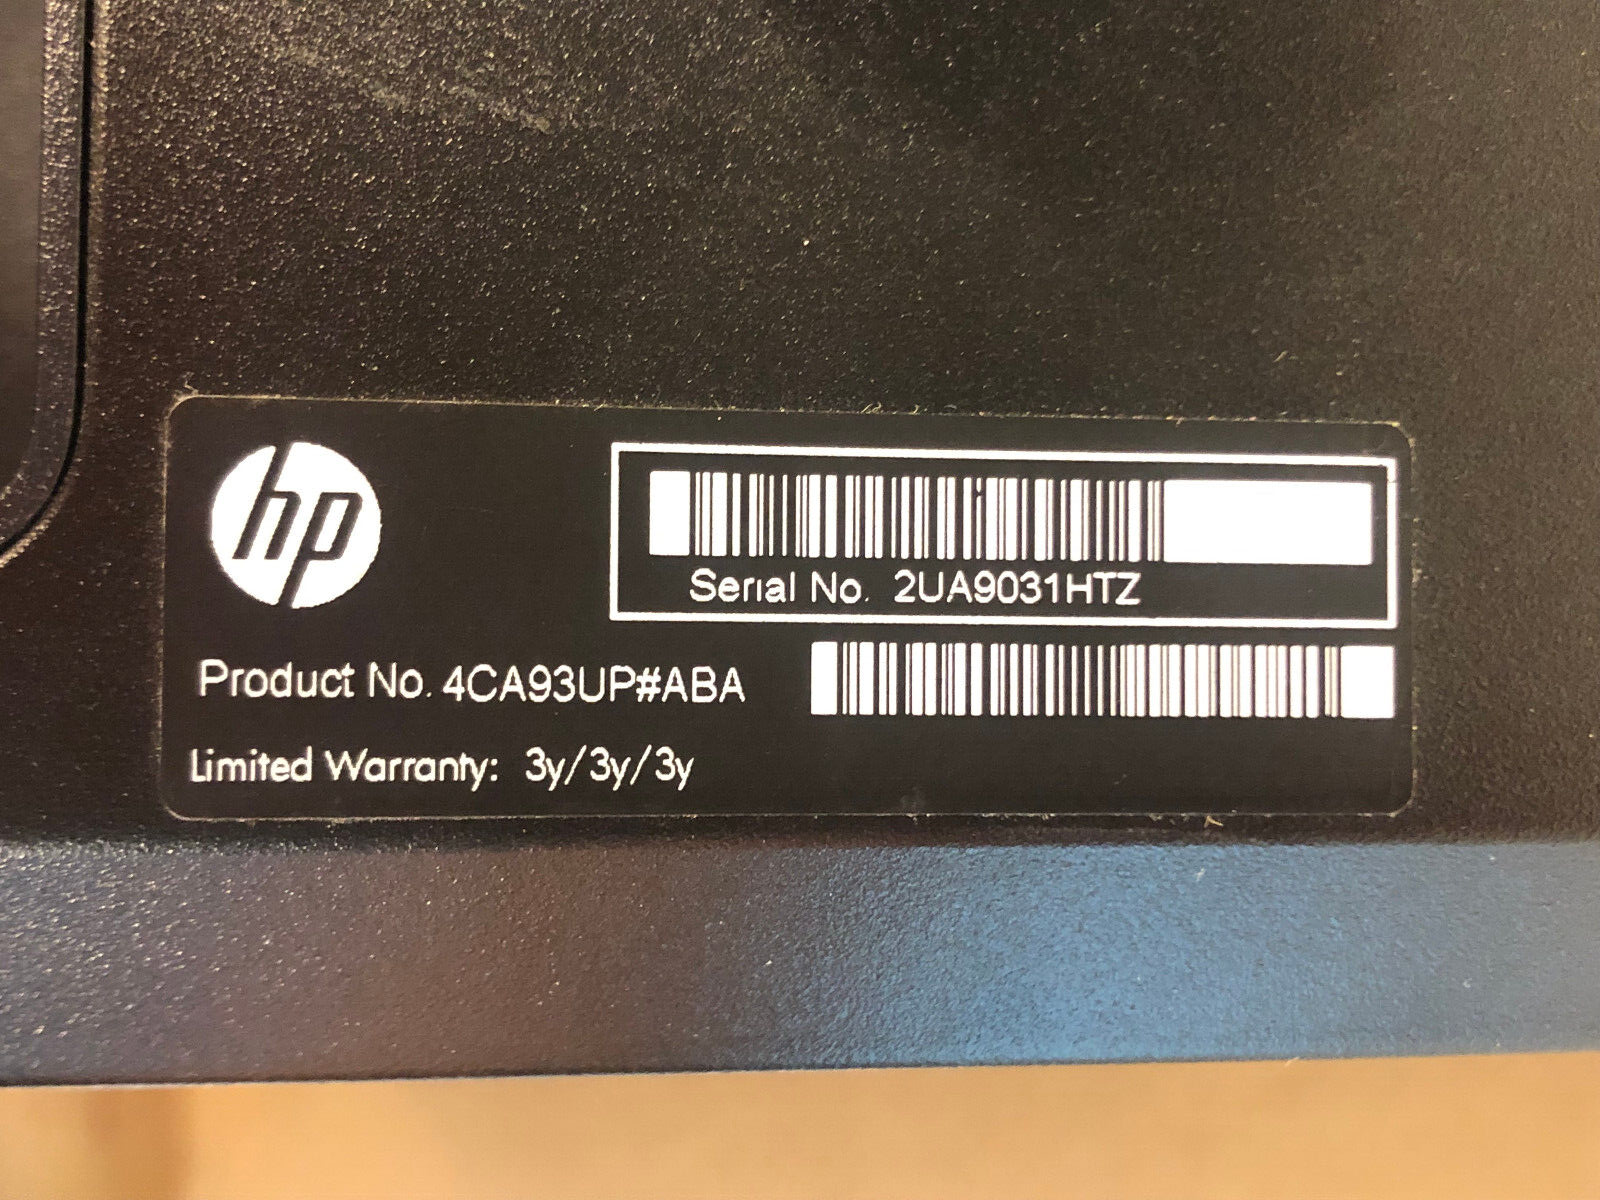 hp
Serial No. 2UA9031HTZ
Product No. 4CA93UP#ABA
Limited Warranty: 3y/3y/3y